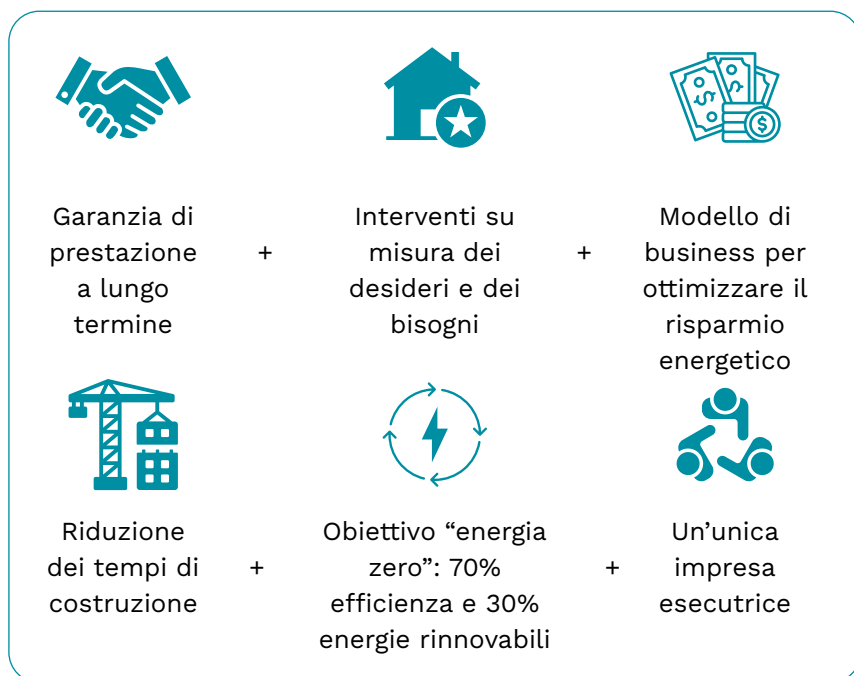 Garanzia di
prestazione
a lungo
termine
+
Interventi su
misura dei
desideri e dei
bisogni
+
Modello di
business per
ottimizzare il
risparmio
energetico
Riduzione
dei tempi di
costruzione
+
Obiettivo “energia
zero”: 70%
efficienza e 30%
energie rinnovabili
+
Un’unica
impresa
esecutrice